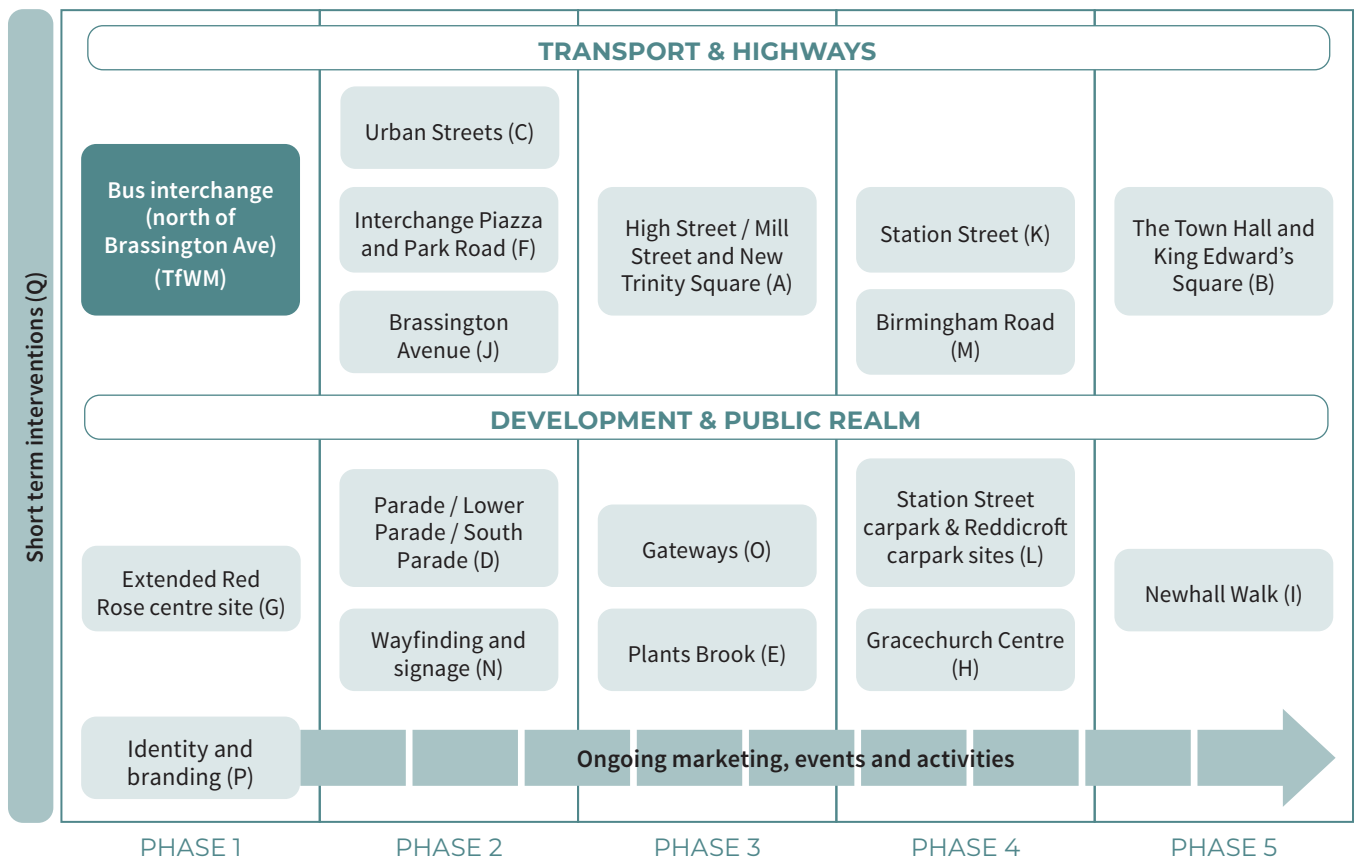 Short term interventions (Q)
TRANSPORT & HIGHWAYS
Bus interchange
(north of
Brassington Ave)
(TfWM)
Urban Streets (C)
Interchange Piazza
and Park Road (F)
Brassington
Avenue (J)
High Street / Mill
Street and New
Trinity Square (A)
Station Street (K)
Birmingham Road
(M)
The Town Hall and
King Edward’s
Square (B)
DEVELOPMENT & PUBLIC REALM
Extended Red
Rose centre site (G)
Parade / Lower
Parade / South
Parade (D)
Wayfinding and
signage (N)
Gateways (O)
Plants Brook (E)
Station Street
carpark & Reddicroft
carpark sites (L)
Gracechurch Centre
(H)
Newhall Walk (I)
Identity and
branding (P)
Ongoing marketing, events and activities
PHASE 1
PHASE 2
PHASE 3
PHASE 4
PHASE 5